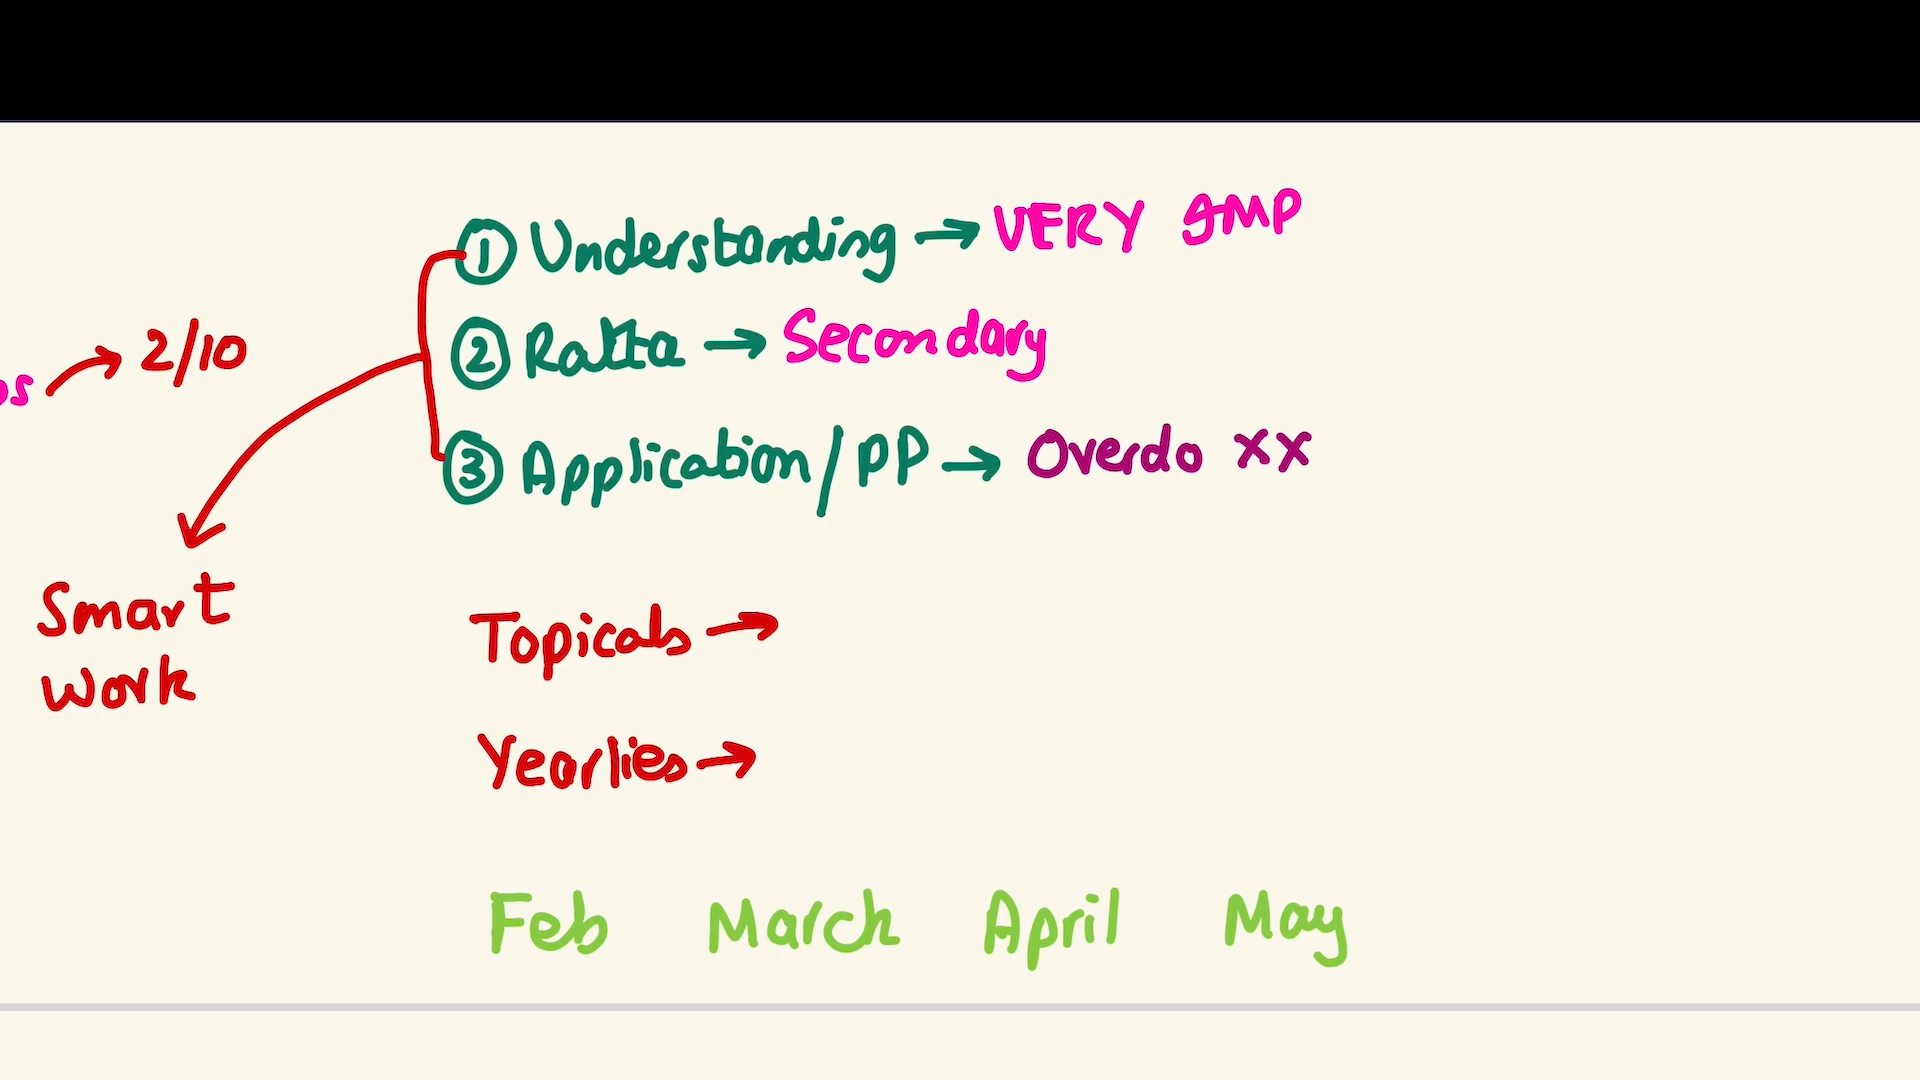 ① Understanding → VERY IMP
② Ratta → Secondary
→ 2/10
③ Application / PP → Overdo xx
Smart
Work
Topicals →
Yearlies →
Feb March April May